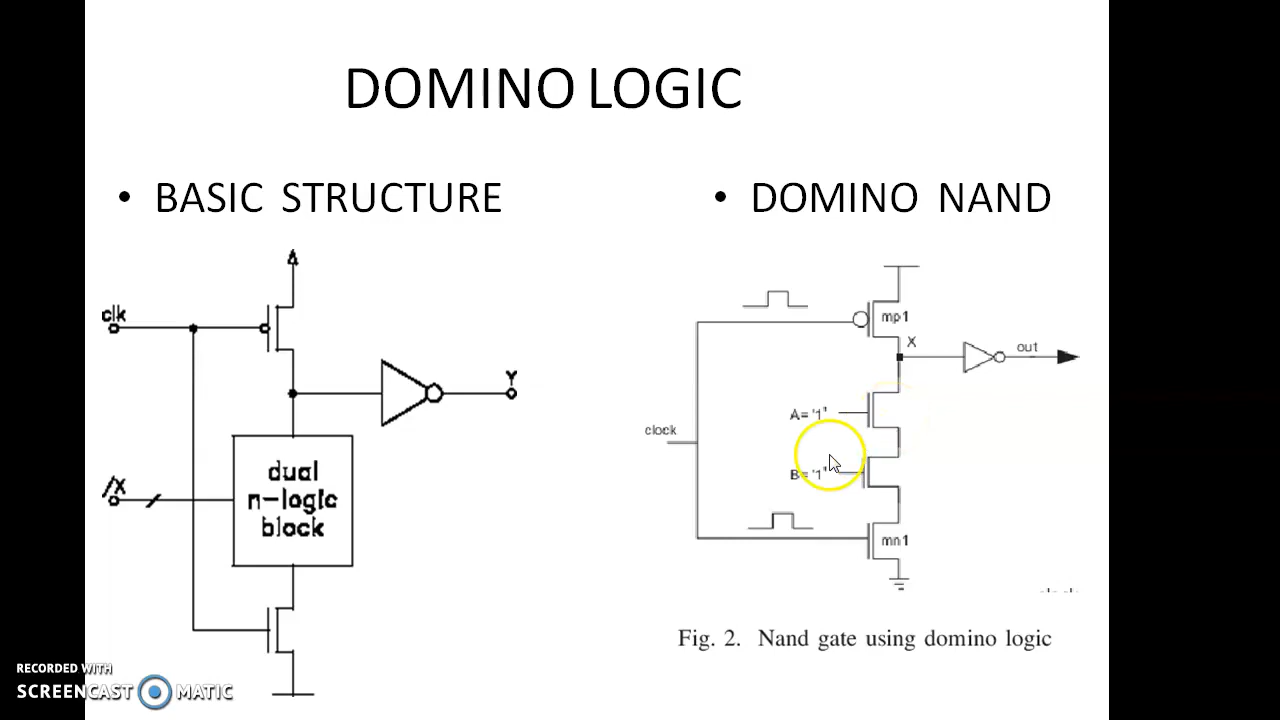 DOMINO LOGIC
• BASIC STRUCTURE
• DOMINO NAND
clk
Y
/X
dual
n-logic
block
mp1
X
out
A= '1"
clock
B= '1"
mn1
Fig. 2. Nand gate using domino logic
RECORDED WITH
SCREENCAST MATIC